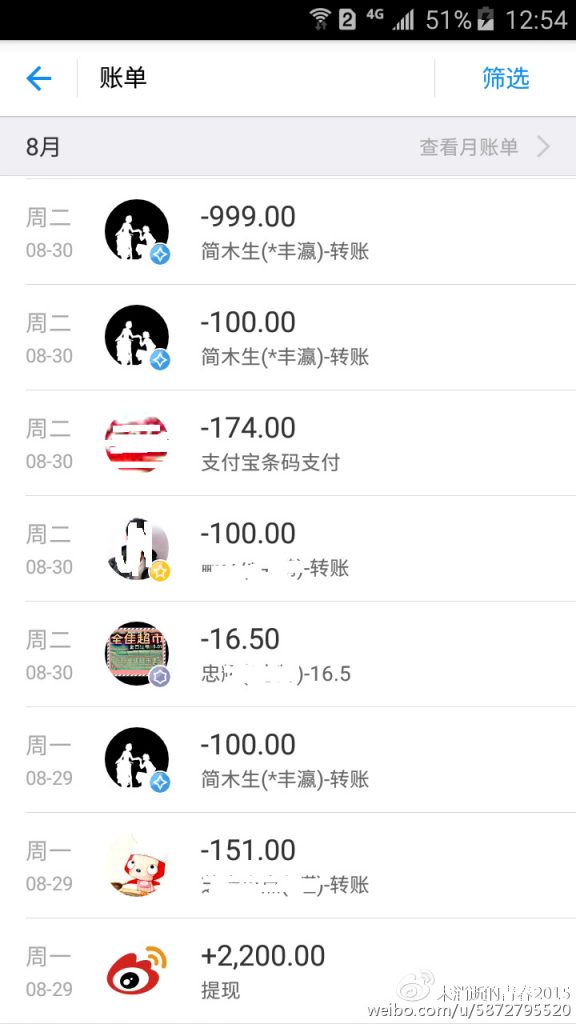 2 4G 51% 12:54
账单 筛选
8月 查看月账单
周二 -999.00
08-30 简木生(*丰瀛)-转账
周二 -100.00
08-30 简木生(*丰瀛)-转账
周二 -174.00
08-30 支付宝条码支付
周二 -100.00
08-30 -转账
金佳超市
周二 -16.50
08-30 忠 )-16.5
周一 -100.00
08-29 简木生(*丰瀛)-转账
周一 -151.00
08-29 -转账
周一 +2,200.00
08-29 提现
未消逝的青春2015
weibo.com/u/5872795520